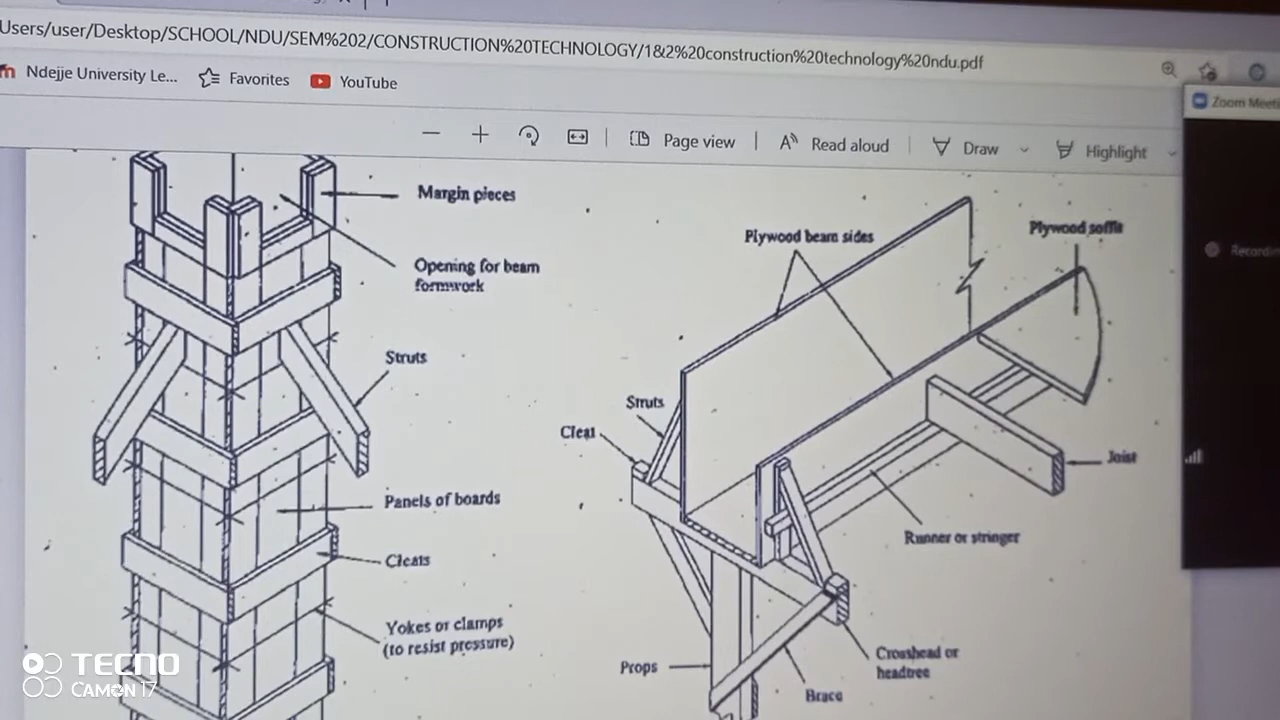 Users/user/Desktop/SCHOOL/NDU/SEM%202/CONSTRUCTION%20TECHNOLOGY/1&2%20construction%20technology%20ndu.pdf
Ndejje University Le...
Favorites
YouTube
Zoom Meeti
Page view
Read aloud
Draw
Highlight
Recordin
Margin pieces
Opening for beam
formwork
Struts
Panels of boards
Cleats
Yokes or clamps
(to resist pressure)
Plywood beam sides
Plywood soffit
Struts
Cleat
Joist
Runner or stringer
Crosshead or
headtree
Props
Brace
TECNO
CAMON 17